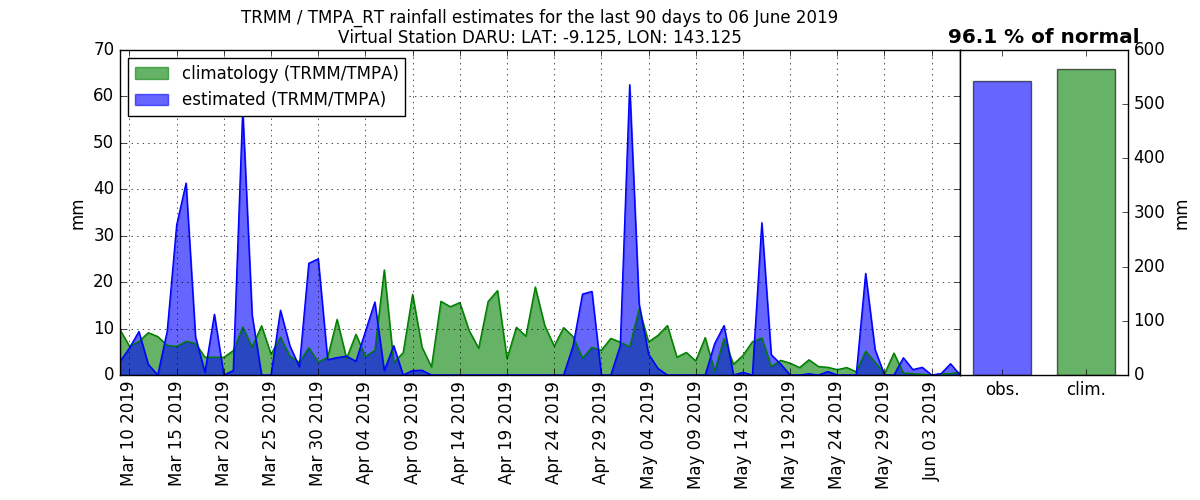 TRMM / TMPA_RT rainfall estimates for the last 90 days to 06 June 2019
Virtual Station DARU: LAT: -9.125, LON: 143.125
96.1 % of normal
climatology (TRMM/TMPA)
estimated (TRMM/TMPA)
70
60
50
40
30
20
10
0
mm
600
500
400
300
200
100
0
mm
Mar 10 2019
Mar 15 2019
Mar 20 2019
Mar 25 2019
Mar 30 2019
Apr 04 2019
Apr 09 2019
Apr 14 2019
Apr 19 2019
Apr 24 2019
Apr 29 2019
May 04 2019
May 09 2019
May 14 2019
May 19 2019
May 24 2019
May 29 2019
Jun 03 2019
obs.
clim.